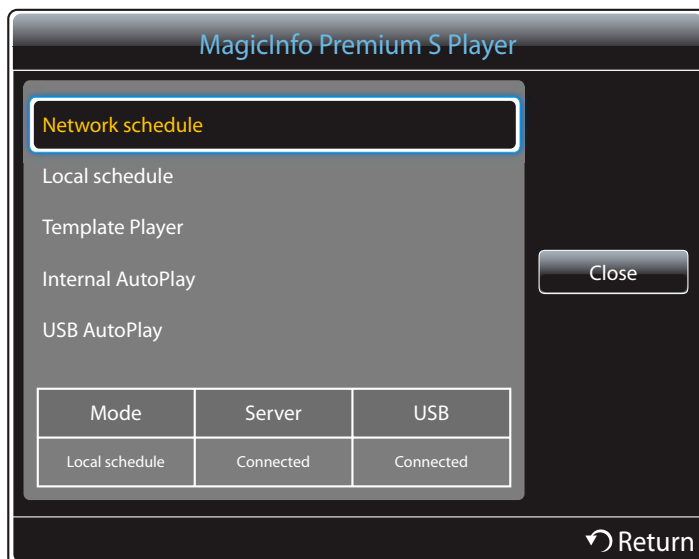 MagicInfo Premium S Player
Network schedule
Local schedule
Template Player
Internal AutoPlay
USB AutoPlay
Close
Mode Server USB
Local schedule Connected Connected
Return